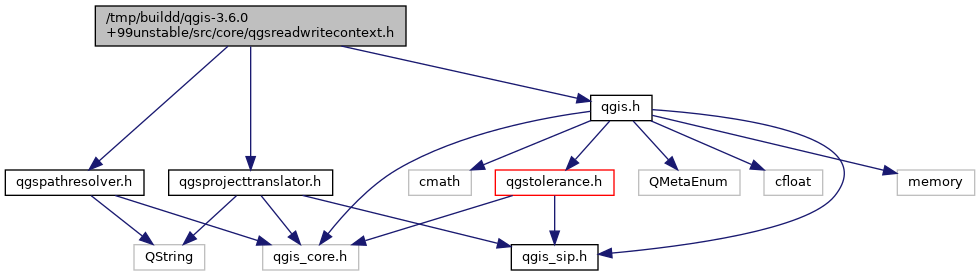 /tmp/buildd/qgis-3.6.0
+99unstable/src/core/qgsreadwritecontext.h
qgis.h
qgspathresolver.h
qgsprojecttranslator.h
cmath
qgstolerance.h
QMetaEnum
cfloat
memory
QString
qgis_core.h
qgis_sip.h